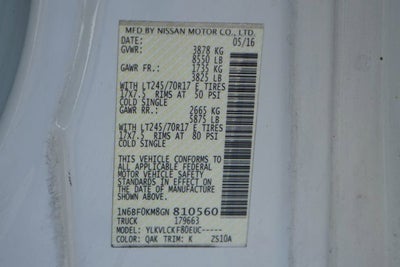 MFD BY NISSAN MOTOR CO., LTD.
DATE: 05/16
GVWR: 3878 KG
8550 LB
GAWR FR.: 1735 KG
3825 LB
WITH LT245/70R17 E TIRES
17X7.5 RIMS AT 50 PSI
COLD SINGLE
GAWR RR.: 2665 KG
5875 LB
WITH LT245/70R17 E TIRES
17X7.5 RIMS AT 80 PSI
COLD SINGLE
THIS VEHICLE CONFORMS TO
ALL APPLICABLE FEDERAL
MOTOR VEHICLE SAFETY
STANDARDS IN EFFECT ON THE
DATE OF MANUFACTURE SHOWN
ABOVE.
1N6BF0KM8GN 810560
TRUCK 179663
MODEL: YLKVLCKF80EUC-----
COLOR: QAK TRIM: K ZS10A